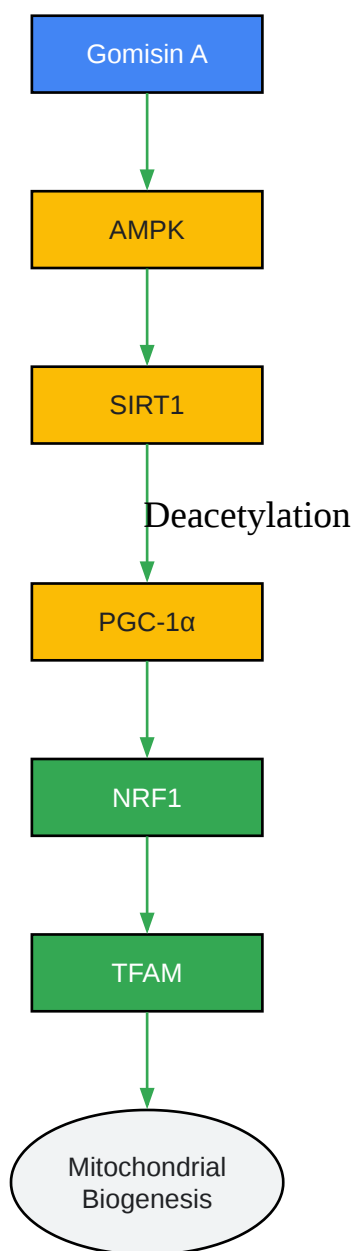 Gomisin A
AMPK
SIRT1
Deacetylation
PGC-1α
NRF1
TFAM
Mitochondrial
Biogenesis